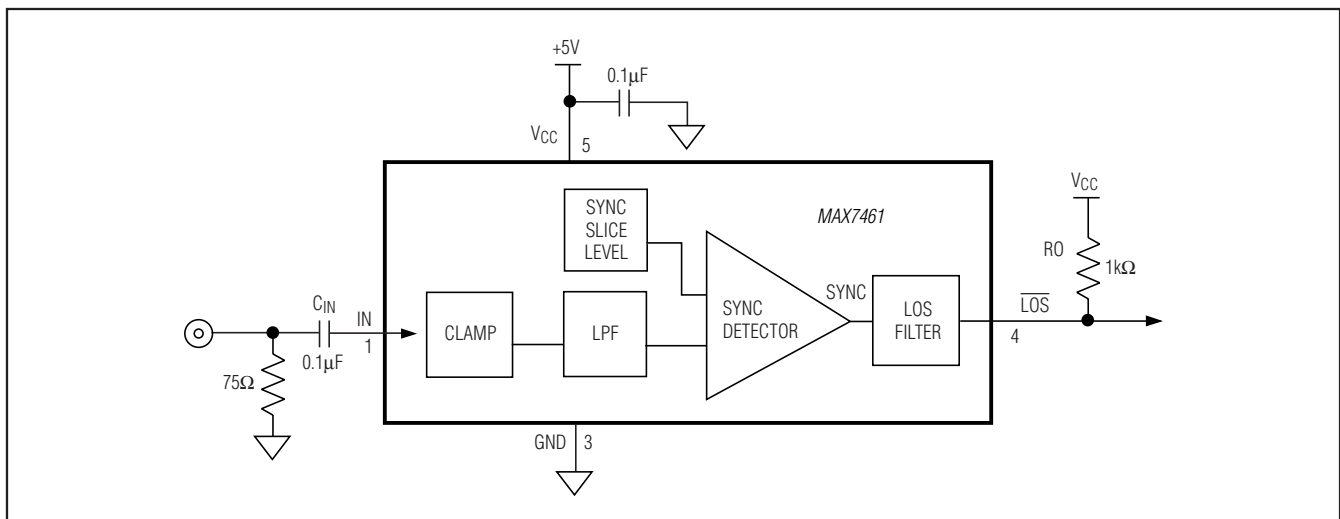 +5V
0.1μF
VCC
5
SYNC
SLICE
LEVEL
MAX7461
VCC
RO
1kΩ
CIN
0.1μF
IN
1
75Ω
CLAMP
LPF
SYNC
DETECTOR
SYNC
LOS
FILTER
L̅O̅S̅
4
GND
3